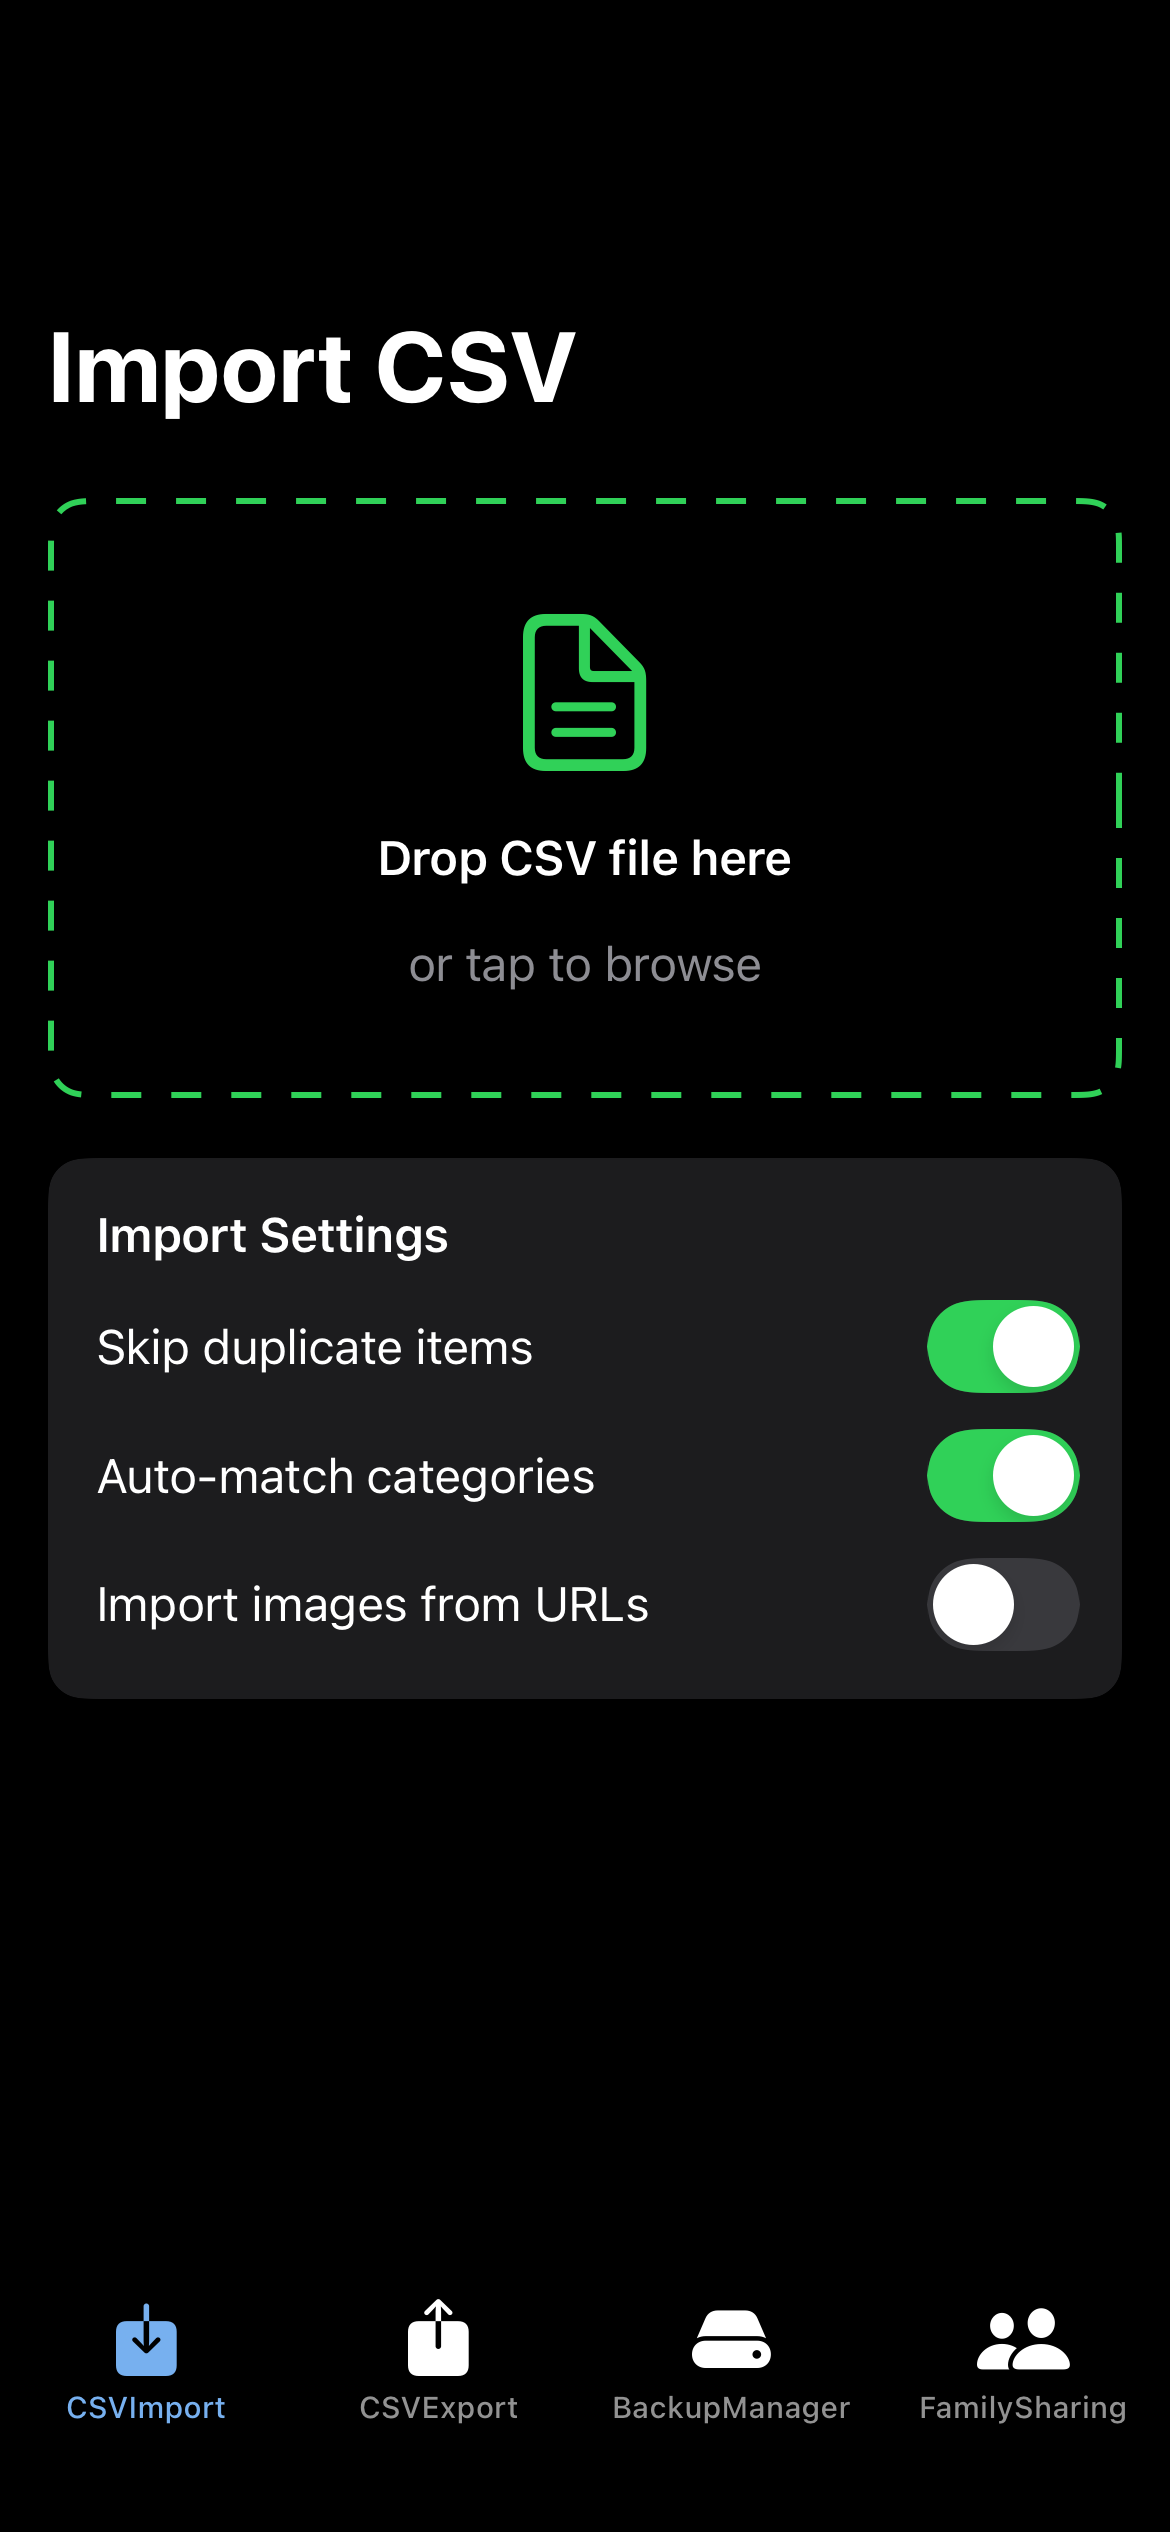 Import CSV
Drop CSV file here
or tap to browse
Import Settings
Skip duplicate items
Auto-match categories
Import images from URLs
CSVImport
CSVExport
BackupManager
FamilySharing